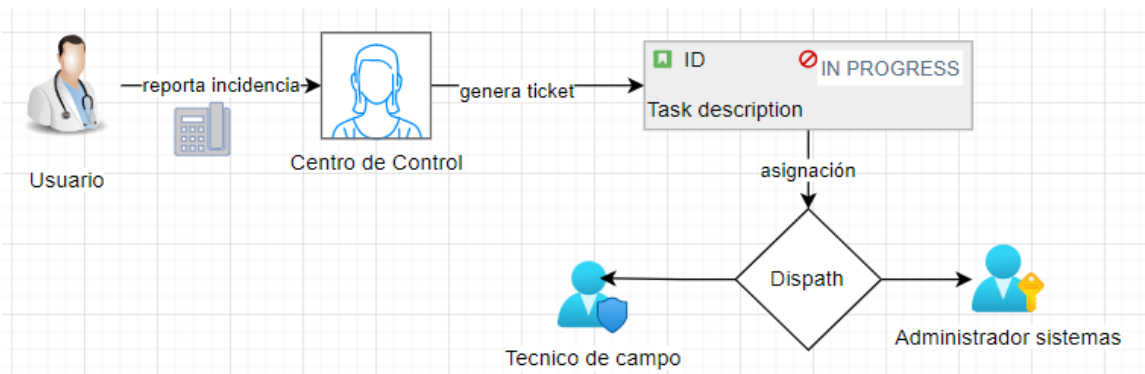 reporta incidencia
Usuario
Centro de Control
genera ticket
ID
IN PROGRESS
Task description
asignación
Dispath
Tecnico de campo
Administrador sistemas